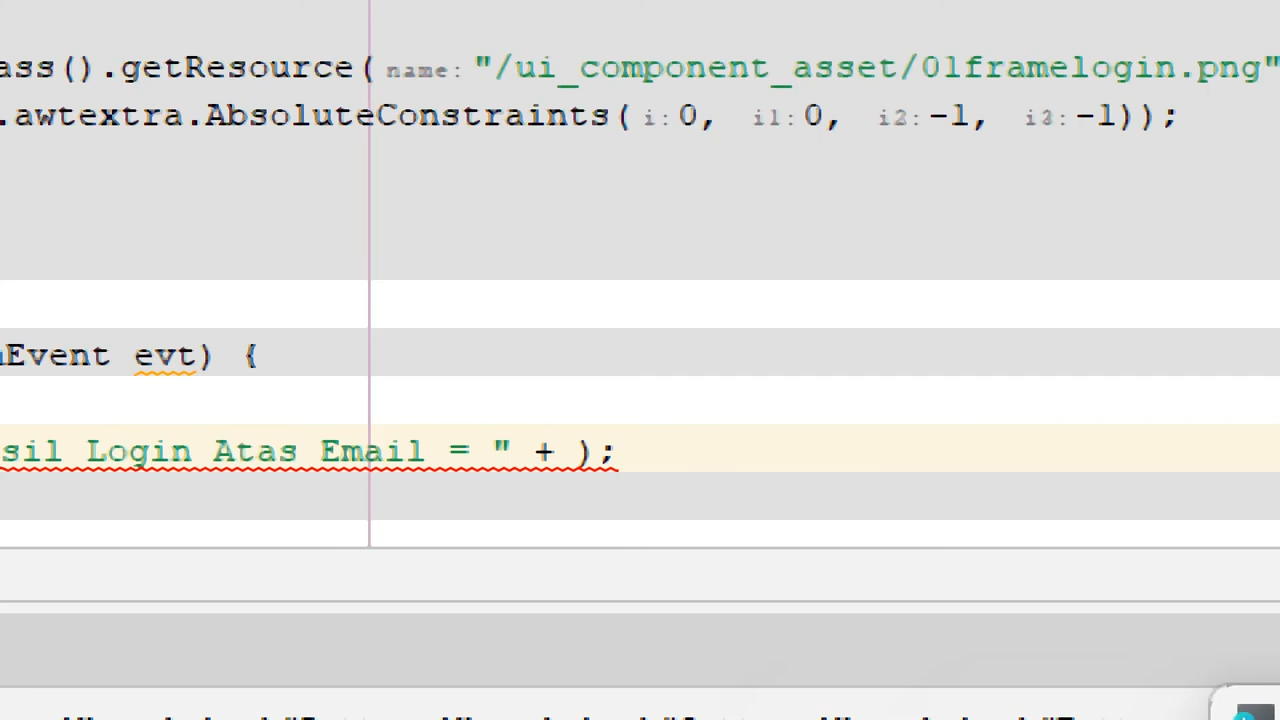 ass().getResource( name: "/ui_component_asset/01framelogin.png"
.awtextra.AbsoluteConstraints( i: 0, i1: 0, i2: -1, i3: -1));
Event evt) {
sil Login Atas Email = " + );